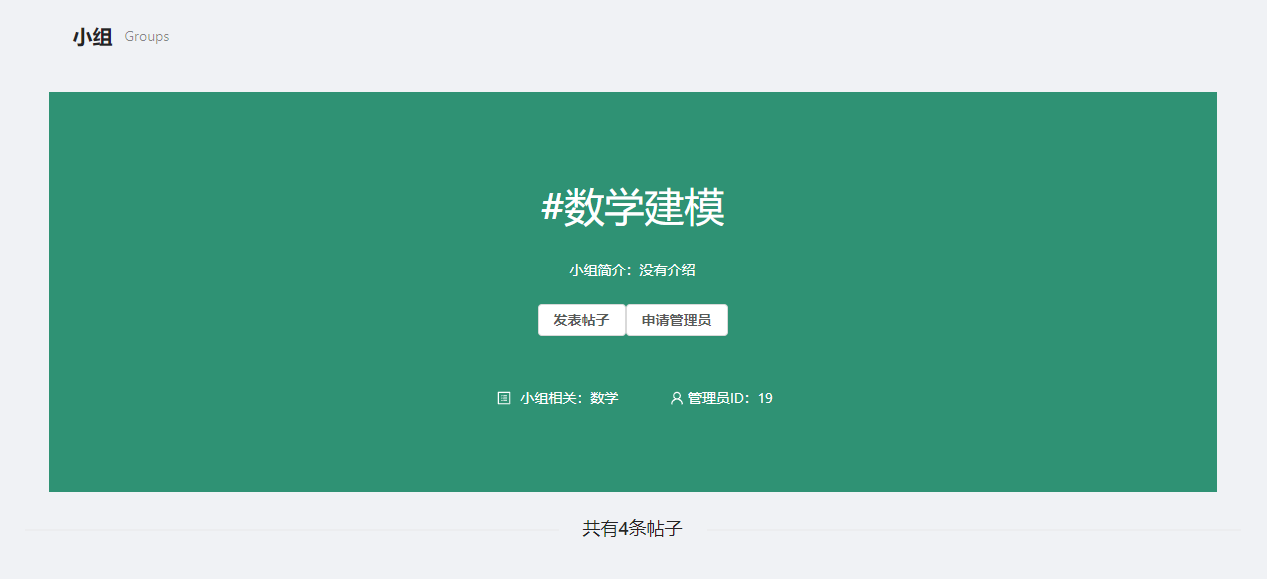 小组 Groups
#数学建模
小组简介：没有介绍
发表帖子 申请管理员
小组相关：数学 管理员ID：19
共有4条帖子